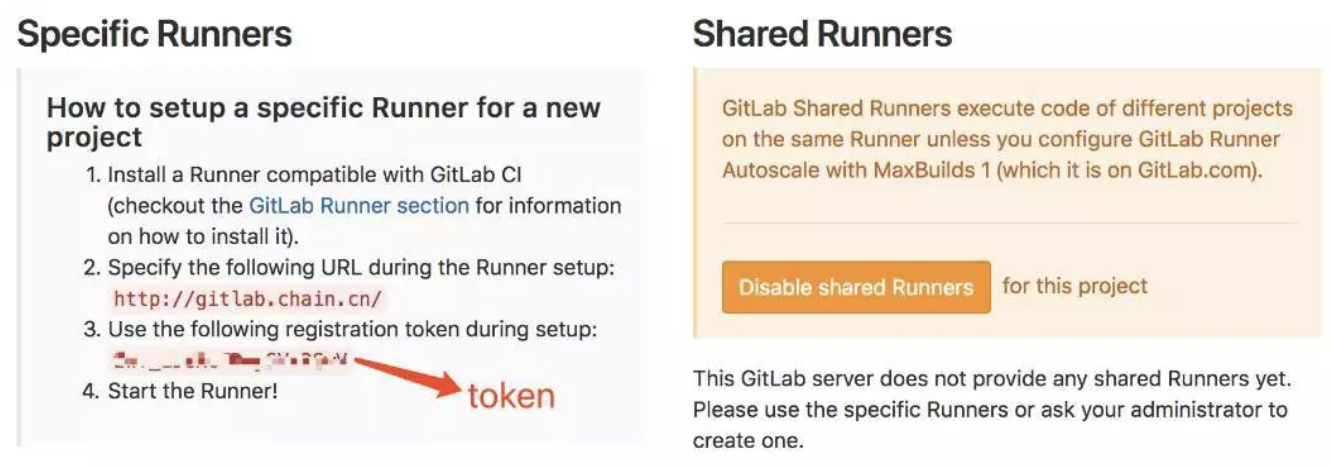 Specific Runners
How to setup a specific Runner for a new
project
1. Install a Runner compatible with GitLab CI
(checkout the GitLab Runner section for information
on how to install it).
2. Specify the following URL during the Runner setup:
http://gitlab.chain.cn/
3. Use the following registration token during setup:
token
4. Start the Runner!
Shared Runners
GitLab Shared Runners execute code of different projects
on the same Runner unless you configure GitLab Runner
Autoscale with MaxBuilds 1 (which it is on GitLab.com).
Disable shared Runners for this project
This GitLab server does not provide any shared Runners yet.
Please use the specific Runners or ask your administrator to
create one.